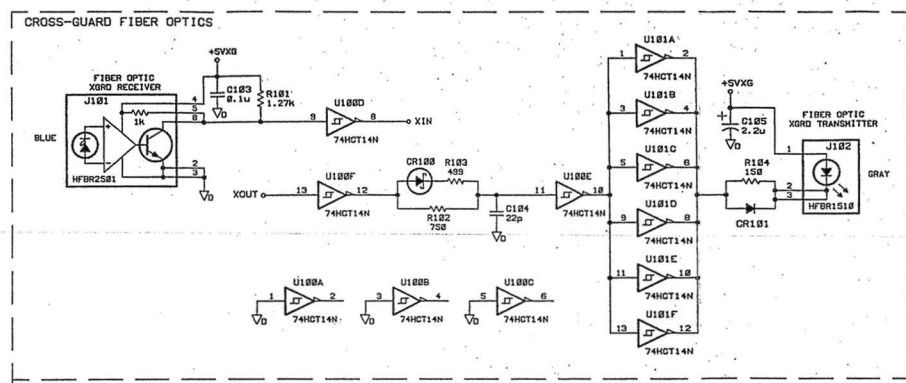 CROSS-GUARD FIBER OPTICS
+5VXG
FIBER OPTIC
XGRD RECEIVER
J101
4
5
8
1k
2
3
BLUE
HFBR2501
C103
0.1u
R101
1.27k
D
D
U100D
9
8
XIN
74HCT14N
XOUT
13
U100F
12
74HCT14N
CR100
R103
499
R102
750
C104
22p
D
11
U100E
10
74HCT14N
U101A
1
2
74HCT14N
U101B
3
4
74HCT14N
U101C
5
6
74HCT14N
U101D
9
8
74HCT14N
U101E
11
10
74HCT14N
U101F
13
12
74HCT14N
+5VXG
+
C105
2.2u
D
FIBER OPTIC
XGRD TRANSMITTER
J102
1
2
3
GRAY
HFBR1510
R104
150
CR101
U100A
1
2
D
74HCT14N
U100B
3
4
D
74HCT14N
U100C
5
6
D
74HCT14N